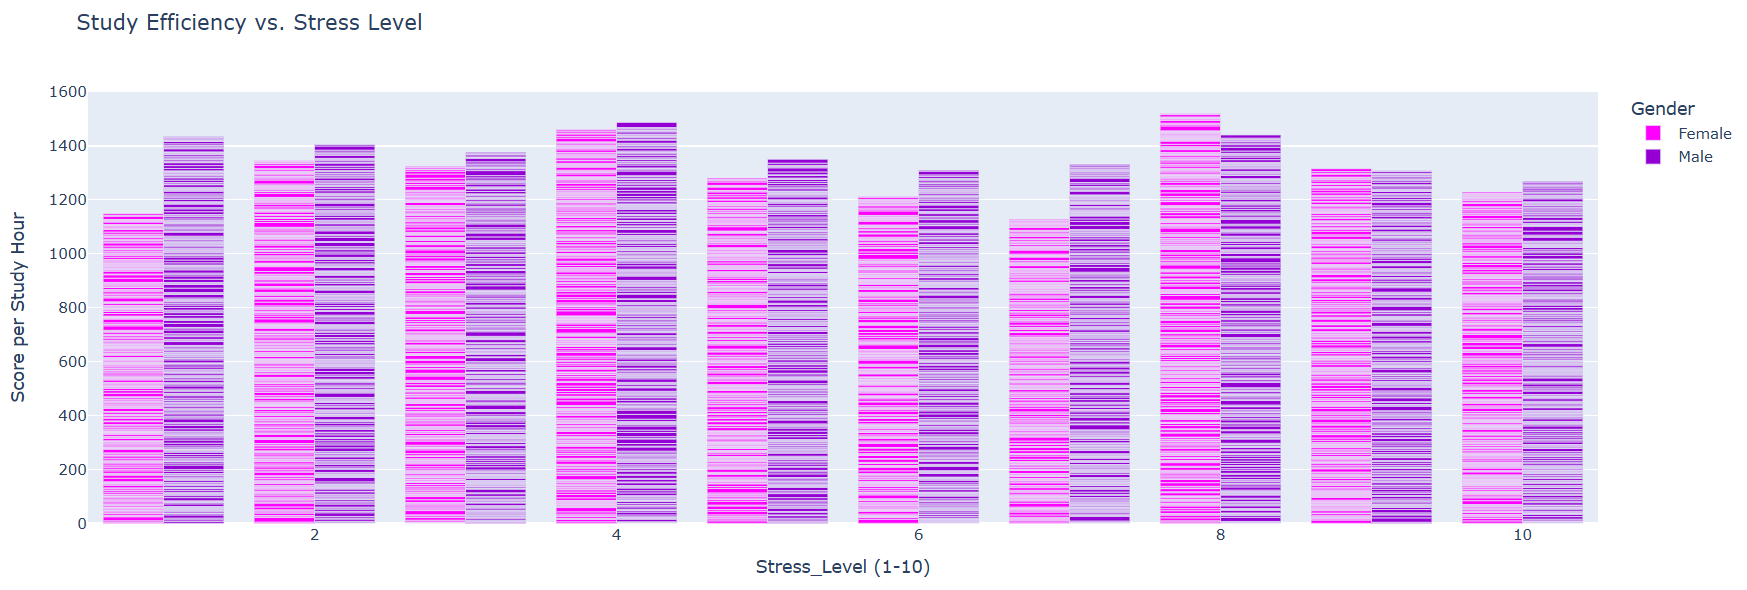 Study Efficiency vs. Stress Level
Score per Study Hour
1600
1400
1200
1000
800
600
400
200
0
2
4
6
8
10
Stress_Level (1-10)
Gender
Female
Male